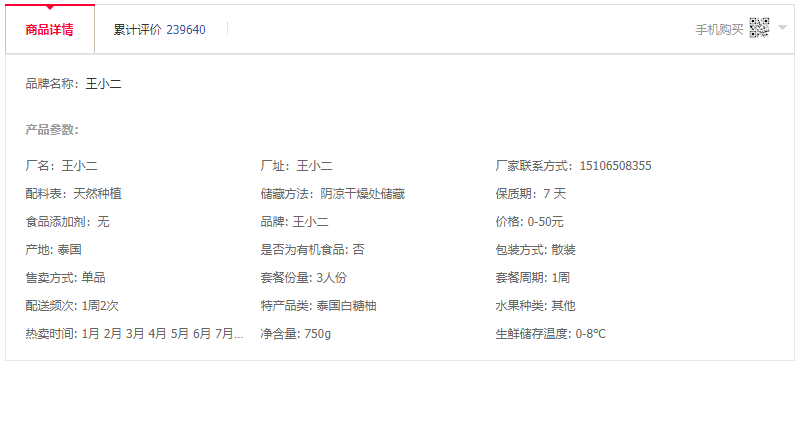 商品详情 累计评价 239640 手机购买
品牌名称：王小二
产品参数：
厂名：王小二 厂址：王小二 厂家联系方式：15106508355
配料表：天然种植 储藏方法：阴凉干燥处储藏 保质期：7 天
食品添加剂：无 品牌: 王小二 价格: 0-50元
产地: 泰国 是否为有机食品: 否 包装方式: 散装
售卖方式: 单品 套餐份量: 3人份 套餐周期: 1周
配送频次: 1周2次 特产品类: 泰国白糖柚 水果种类: 其他
热卖时间: 1月 2月 3月 4月 5月 6月 7月... 净含量: 750g 生鲜储存温度: 0-8℃